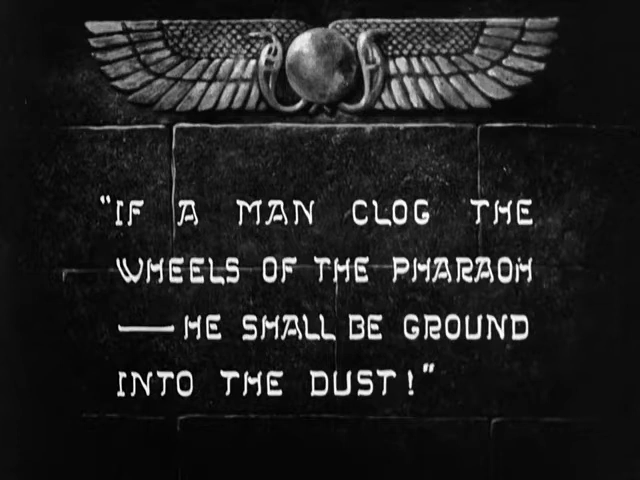 "IF A MAN CLOG THE
WHEELS OF THE PHARAOH
— HE SHALL BE GROUND
INTO THE DUST!"